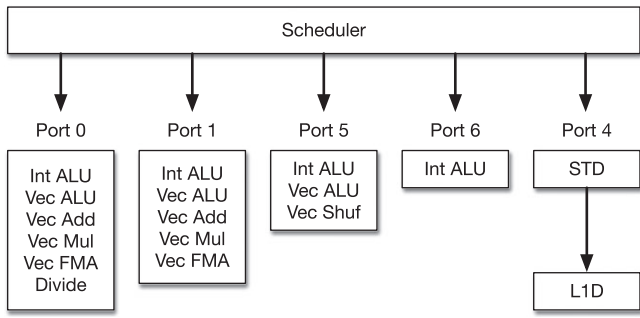 Scheduler
Port 0
Port 1
Port 5
Port 6
Port 4
Int ALU
Vec ALU
Vec Add
Vec Mul
Vec FMA
Divide
Int ALU
Vec ALU
Vec Add
Vec Mul
Vec FMA
Int ALU
Vec ALU
Vec Shuf
Int ALU
STD
L1D